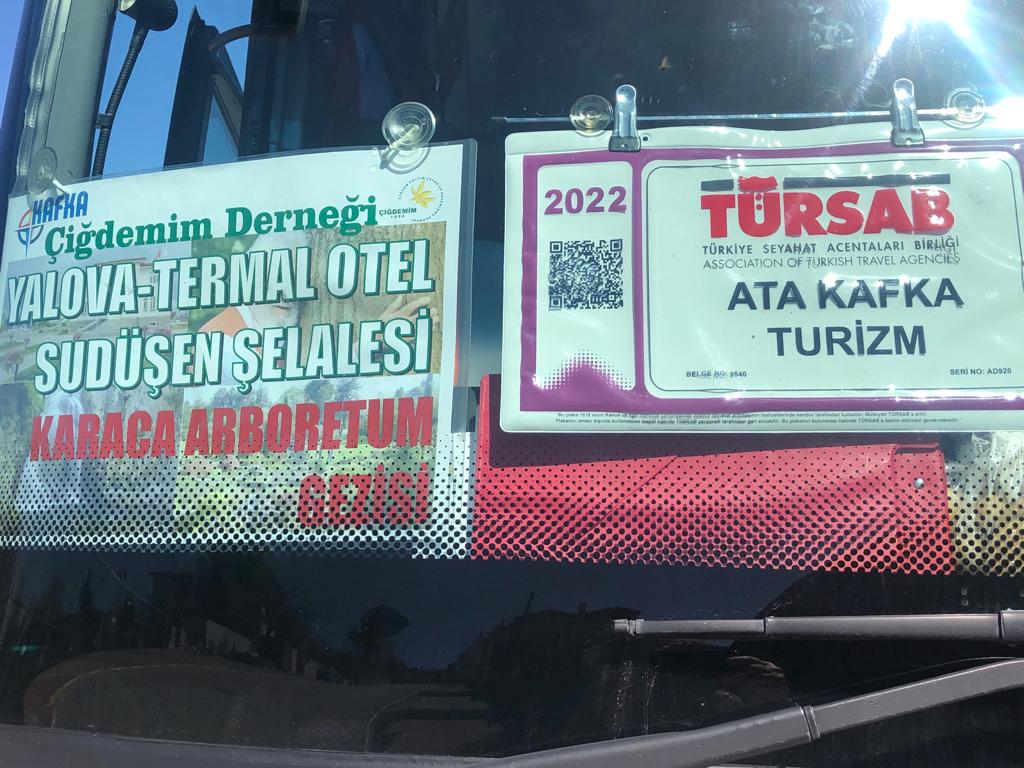 KAFKA
Çiğdemim Derneği
ÇİĞDEMİM
YALOVA-TERMAL OTEL
SUDÜŞEN ŞELALESİ
KARACA ARBORETUM
GEZİSİ
2022
TÜRSAB
TÜRKİYE SEYAHAT ACENTALARI BİRLİĞİ
ASSOCIATION OF TURKISH TRAVEL AGENCIES
ATA KAFKA
TURİZM
BELGE NO: 9540
SERİ NO: AD920